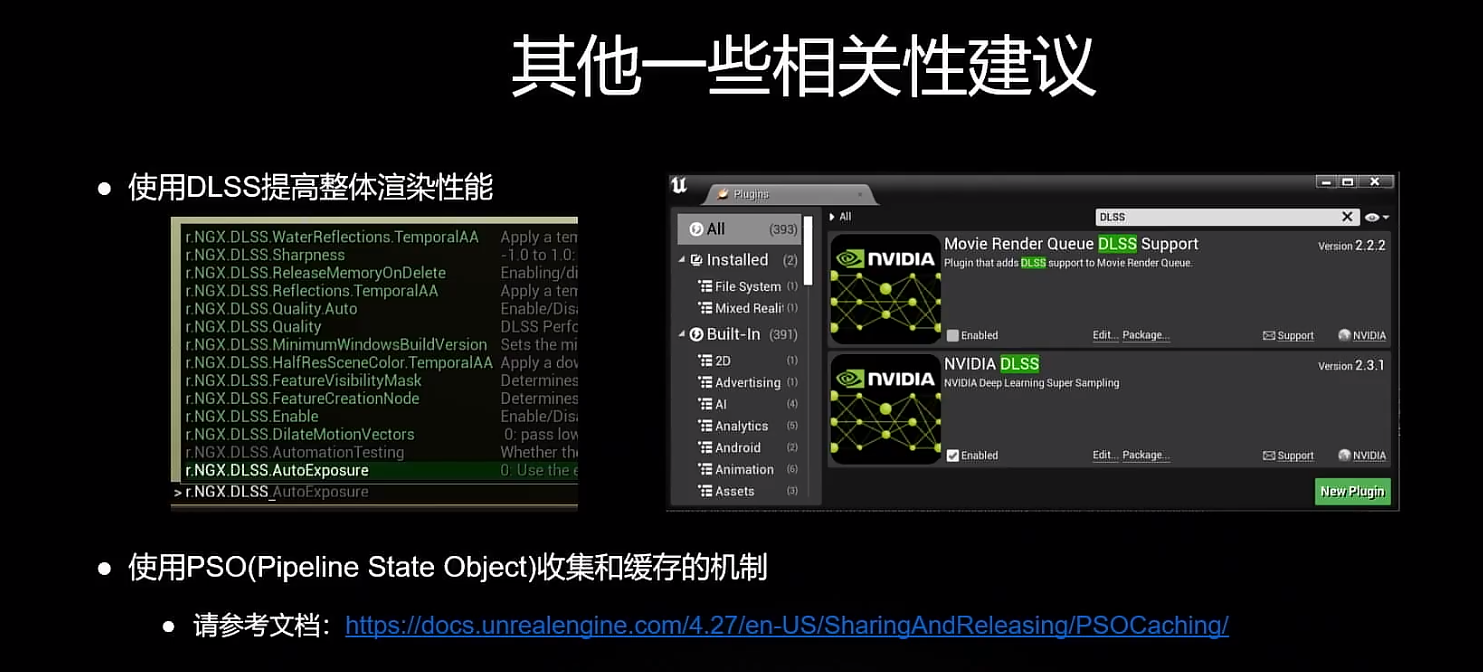 其他一些相关性建议
● 使用DLSS提高整体渲染性能
r.NGX.DLSS.WaterReflections.TemporalAA Apply a tem
r.NGX.DLSS.Sharpness -1.0 to 1.0:
r.NGX.DLSS.ReleaseMemoryOnDelete Enabling/di
r.NGX.DLSS.Reflections.TemporalAA Apply a tem
r.NGX.DLSS.Quality.Auto Enable/Disa
r.NGX.DLSS.Quality DLSS Perfo
r.NGX.DLSS.MinimumWindowsBuildVersion Sets the mi
r.NGX.DLSS.HalfResSceneColor.TemporalAA Apply a dow
r.NGX.DLSS.FeatureVisibilityMask Determines
r.NGX.DLSS.FeatureCreationNode Determines
r.NGX.DLSS.Enable Enable/Disa
r.NGX.DLSS.DilateMotionVectors 0: pass low
r.NGX.DLSS.AutomationTesting Whether the
r.NGX.DLSS.AutoExposure 0: Use the e
> r.NGX.DLSS_AutoExposure
Plugins
All (393)
Installed (2)
File System (1)
Mixed Reali (1)
Built-In (391)
2D (1)
Advertising (1)
AI (4)
Analytics (5)
Android (2)
Animation (6)
Assets (3)
All
DLSS
NVIDIA
Movie Render Queue DLSS Support
Version 2.2.2
Plugin that adds DLSS support to Movie Render Queue.
Enabled
Edit... Package...
Support
NVIDIA
NVIDIA
NVIDIA DLSS
Version 2.3.1
NVIDIA Deep Learning Super Sampling
Enabled
Edit... Package...
Support
NVIDIA
New Plugin
● 使用PSO(Pipeline State Object)收集和缓存的机制
● 请参考文档：https://docs.unrealengine.com/4.27/en-US/SharingAndReleasing/PSOCaching/